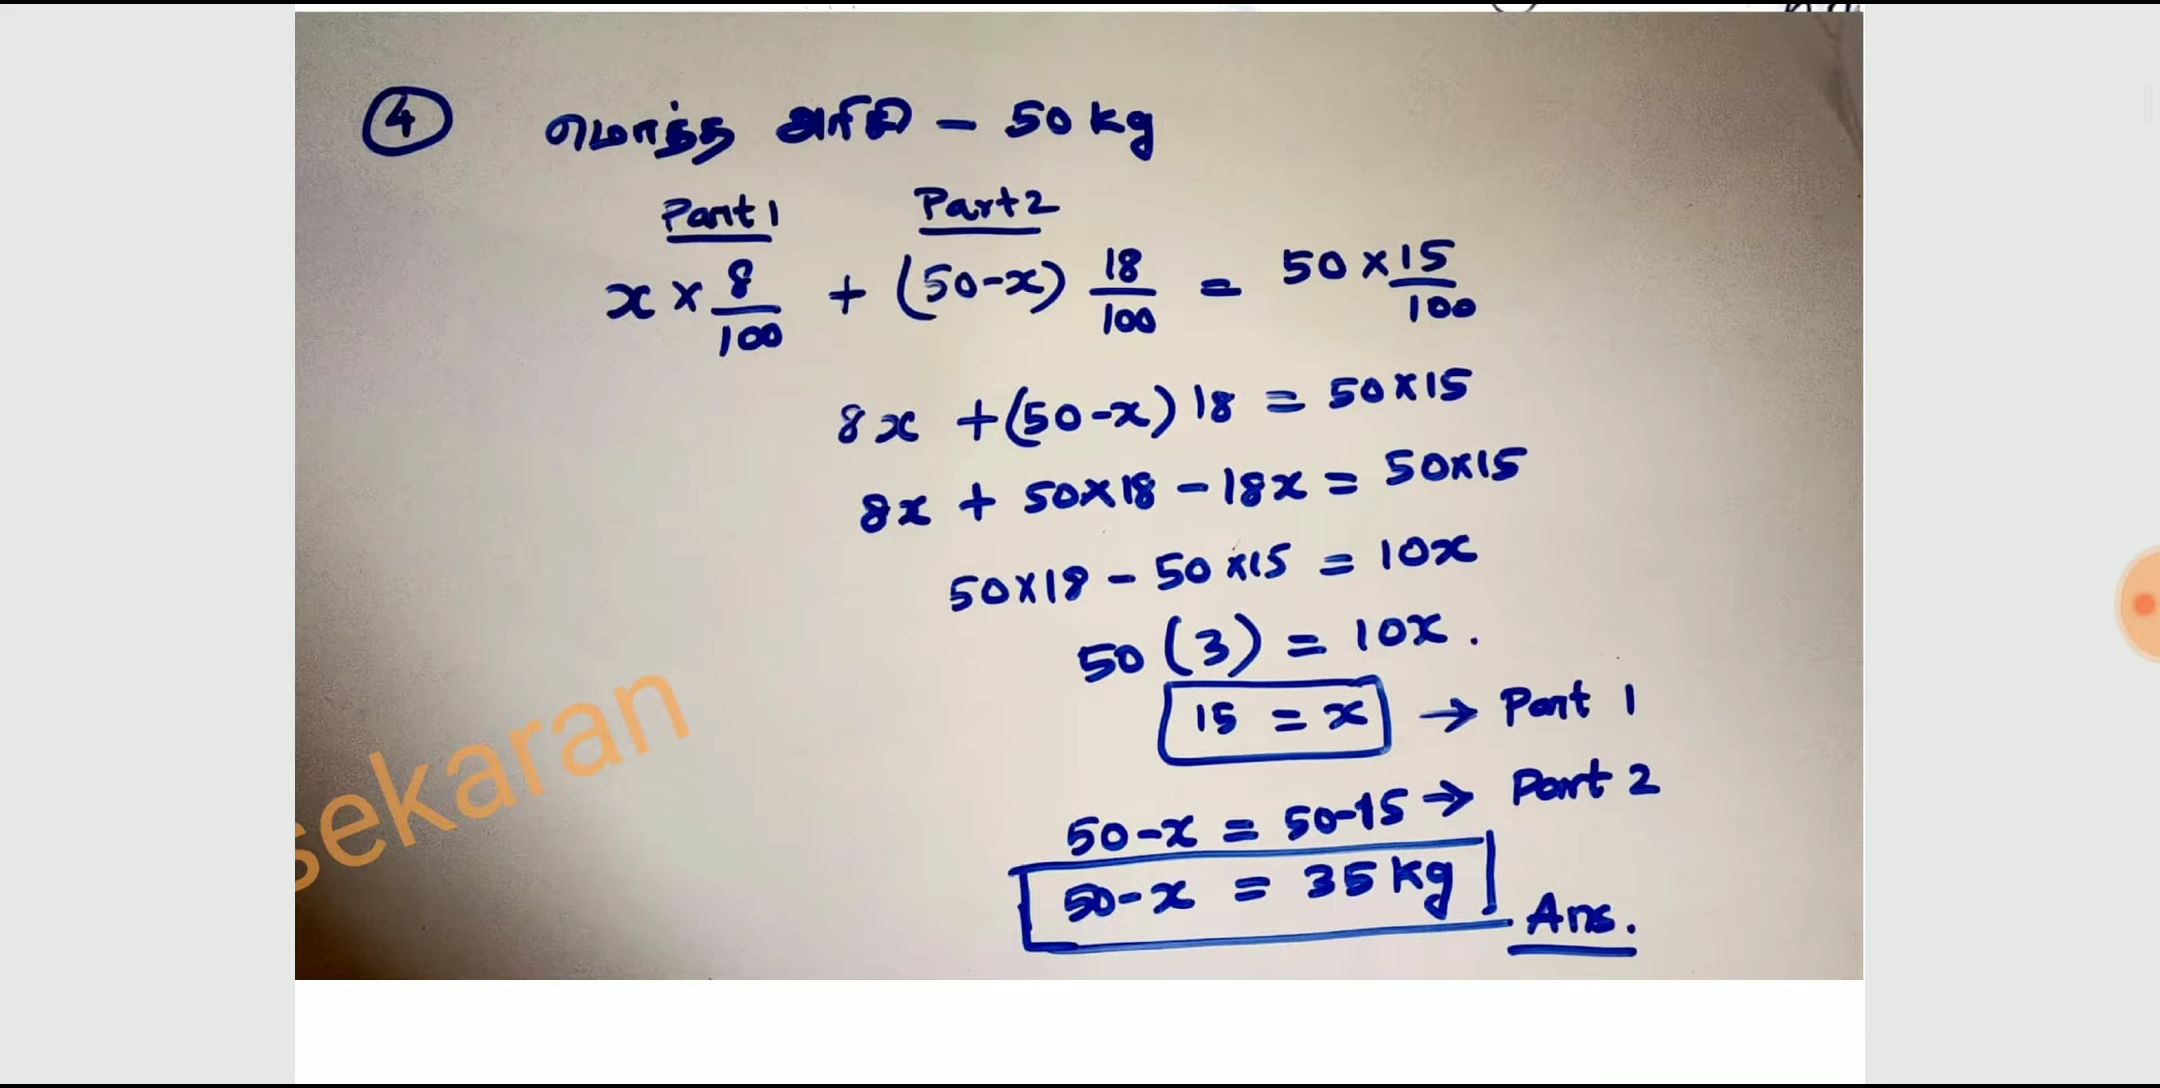 ④ மொத்த அரிசி – 50 kg
Part 1 Part 2
x × 8/100 + (50-x) 18/100 = 50 × 15/100
8x + (50-x) 18 = 50×15
8x + 50×18 – 18x = 50×15
50×18 – 50×15 = 10x
50 (3) = 10x.
15 = x → Part 1
50-x = 50-15 → Part 2
50-x = 35 kg
Ans.
sekaran